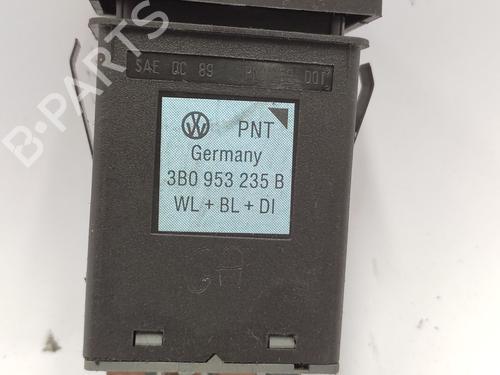 SAE QC 89
PNT
Germany
3B0 953 235 B
WL + BL + DI
B-PARTS